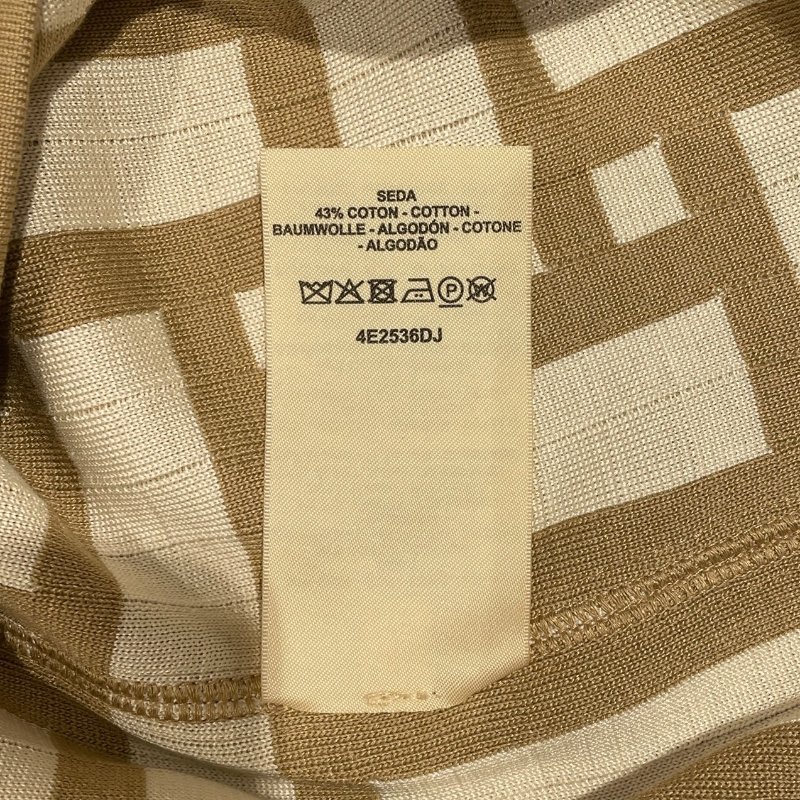 SEDA
43% COTON - COTTON -
BAUMWOLLE - ALGODÓN - COTONE
- ALGODÃO
P W
4E2536DJ